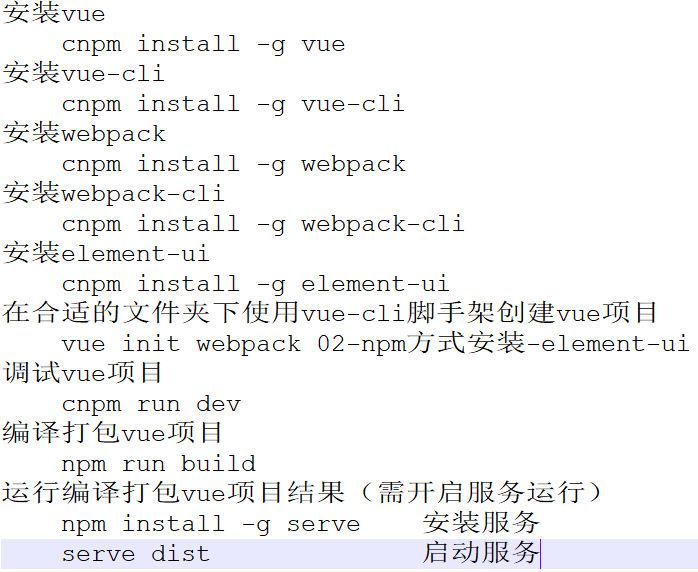 安装vue
    cnpm install -g vue
安装vue-cli
    cnpm install -g vue-cli
安装webpack
    cnpm install -g webpack
安装webpack-cli
    cnpm install -g webpack-cli
安装element-ui
    cnpm install -g element-ui
在合适的文件夹下使用vue-cli脚手架创建vue项目
    vue init webpack 02-npm方式安装-element-ui
调试vue项目
    cnpm run dev
编译打包vue项目
    npm run build
运行编译打包vue项目结果（需开启服务运行）
    npm install -g serve    安装服务
    serve dist              启动服务